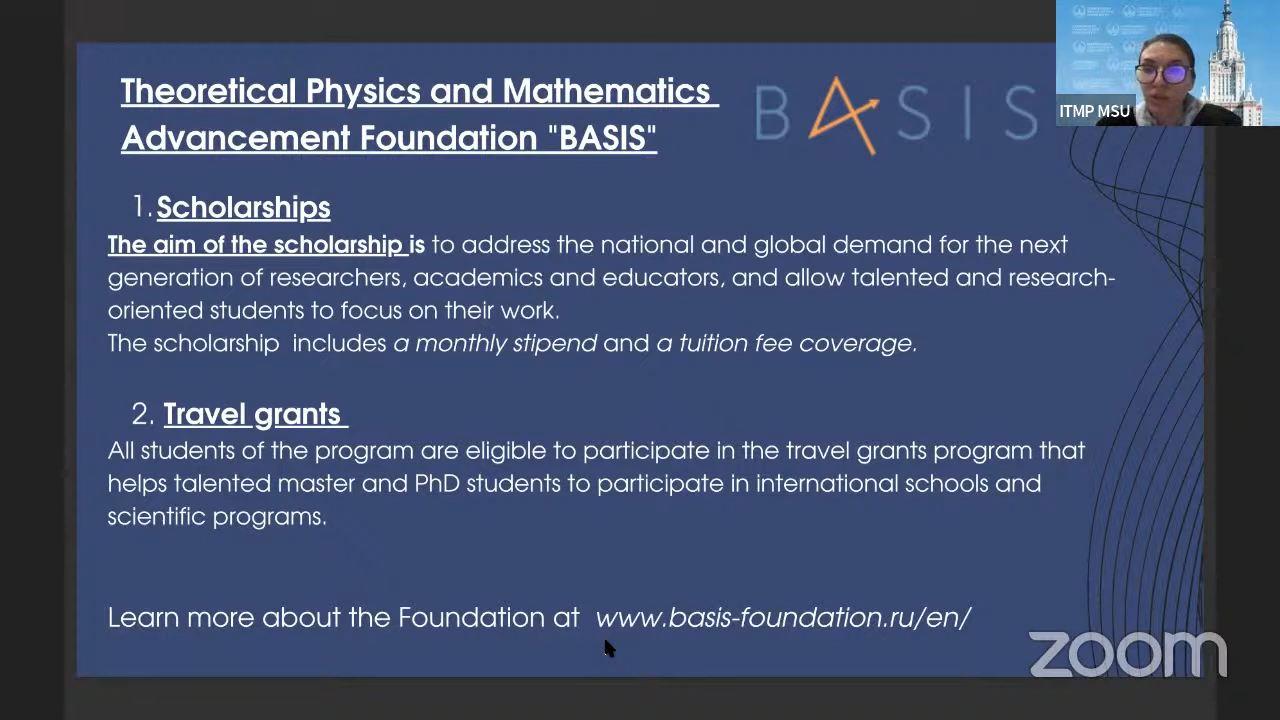 Theoretical Physics and Mathematics
Advancement Foundation "BASIS"
BASIS
ITMP MSU
1. Scholarships
The aim of the scholarship is to address the national and global demand for the next
generation of researchers, academics and educators, and allow talented and research-
oriented students to focus on their work.
The scholarship includes a monthly stipend and a tuition fee coverage.
2. Travel grants
All students of the program are eligible to participate in the travel grants program that
helps talented master and PhD students to participate in international schools and
scientific programs.
Learn more about the Foundation at www.basis-foundation.ru/en/
zoom